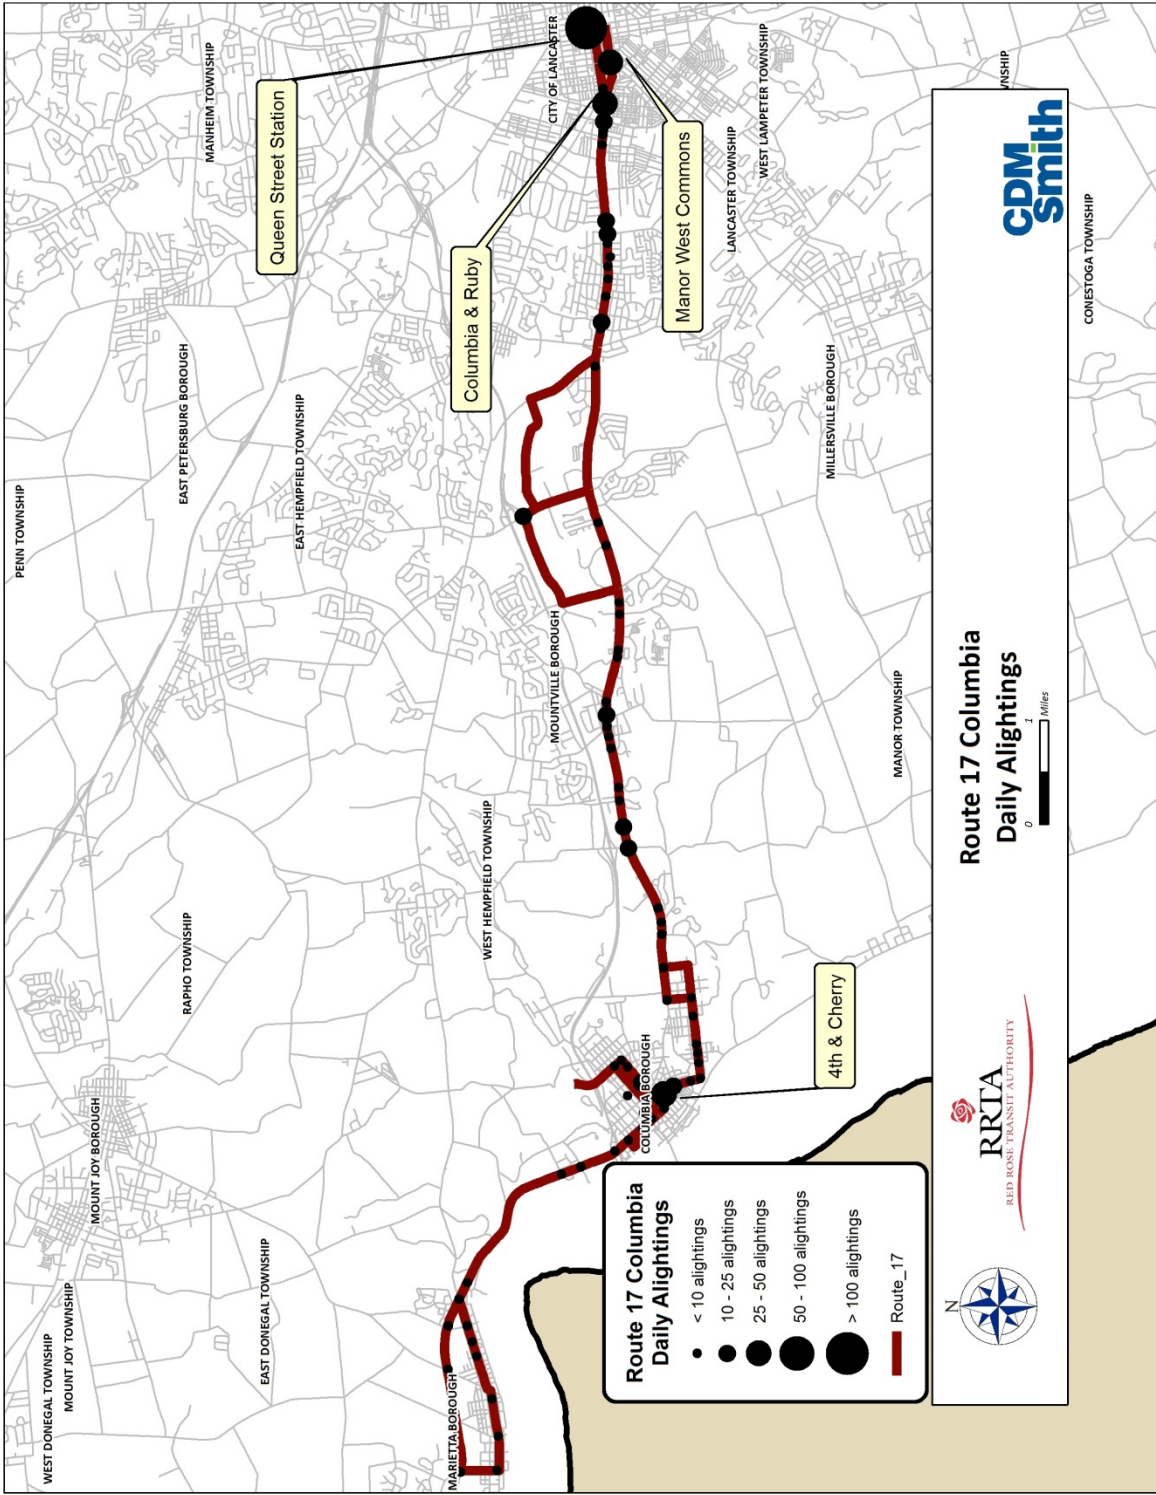 WEST DONEGAL TOWNSHIP
MOUNT JOY TOWNSHIP
MOUNT JOY BOROUGH
RAPHO TOWNSHIP
PENN TOWNSHIP
EAST PETERSBURG BOROUGH
MANHEIM TOWNSHIP
EAST DONEGAL TOWNSHIP
EAST HEMPFIELD TOWNSHIP
Queen Street Station
MARIETTA BOROUGH
WEST HEMPFIELD TOWNSHIP
MOUNTVILLE BOROUGH
Columbia & Ruby
CITY OF LANCASTER
COLUMBIA BOROUGH
Manor West Commons
LANCASTER TOWNSHIP
WEST LAMPETER TOWNSHIP
4th & Cherry
MANOR TOWNSHIP
MILLERSVILLE BOROUGH
WNSHIP
CONESTOGA TOWNSHIP
Route 17 Columbia
Daily Alightings
< 10 alightings
10 - 25 alightings
25 - 50 alightings
50 - 100 alightings
> 100 alightings
Route_17
N
RRTA
RED ROSE TRANSIT AUTHORITY
Route 17 Columbia
Daily Alightings
0 1
Miles
CDM
Smith